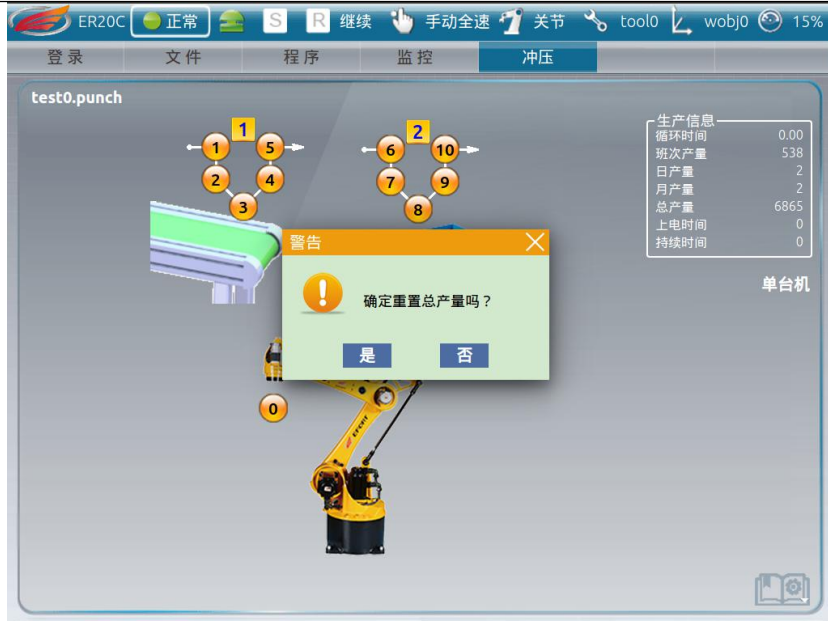 ER20C 正常 S R 继续 手动全速 关节 tool0 wobj0 15%
登录 文件 程序 监控 冲压
test0.punch
1 2
1 5 6 10
2 4 7 9
3 8
生产信息
循环时间 0.00
班次产量 538
日产量 2
月产量 2
总产量 6865
上电时间 0
持续时间 0
单台机
警告
确定重置总产量吗？
是 否
0
EFORT